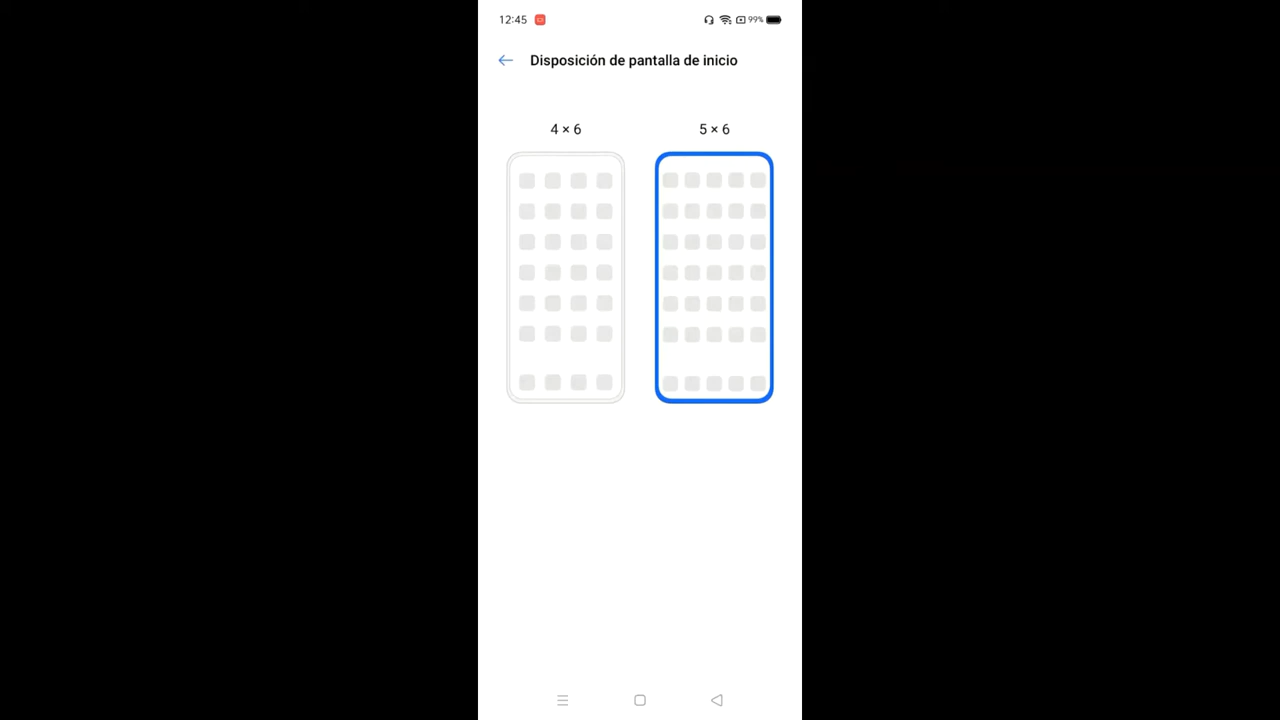 12:45
99%
Disposición de pantalla de inicio
4 × 6
5 × 6